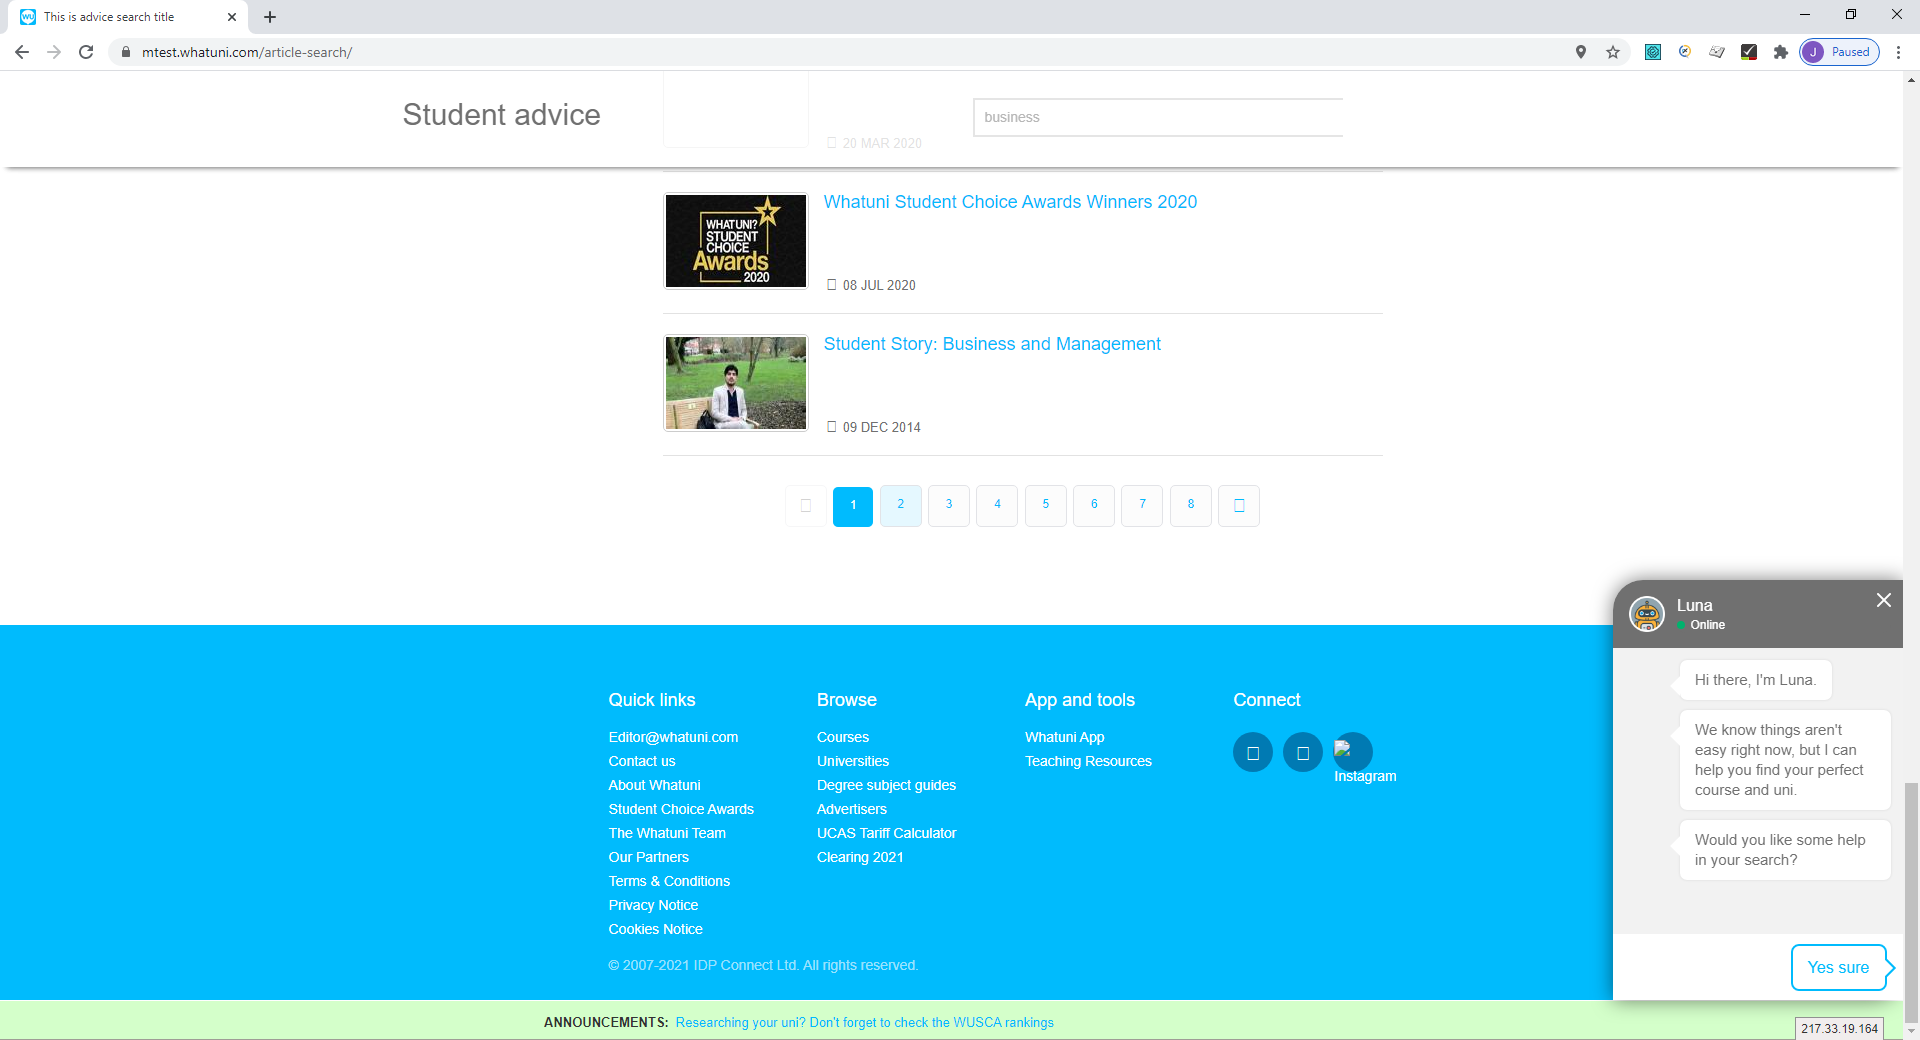 This is advice search title
mtest.whatuni.com/article-search/
J Paused
Student advice
business
20 MAR 2020
WHATUNI?
STUDENT
CHOICE
Awards
2020
Whatuni Student Choice Awards Winners 2020
08 JUL 2020
Student Story: Business and Management
09 DEC 2014
1 2 3 4 5 6 7 8
Quick links
Editor@whatuni.com
Contact us
About Whatuni
Student Choice Awards
The Whatuni Team
Our Partners
Terms & Conditions
Privacy Notice
Cookies Notice
Browse
Courses
Universities
Degree subject guides
Advertisers
UCAS Tariff Calculator
Clearing 2021
App and tools
Whatuni App
Teaching Resources
Connect
Instagram
© 2007-2021 IDP Connect Ltd. All rights reserved.
Luna
Online
Hi there, I'm Luna.
We know things aren't
easy right now, but I can
help you find your perfect
course and uni.
Would you like some help
in your search?
Yes sure
ANNOUNCEMENTS: Researching your uni? Don't forget to check the WUSCA rankings
217.33.19.164